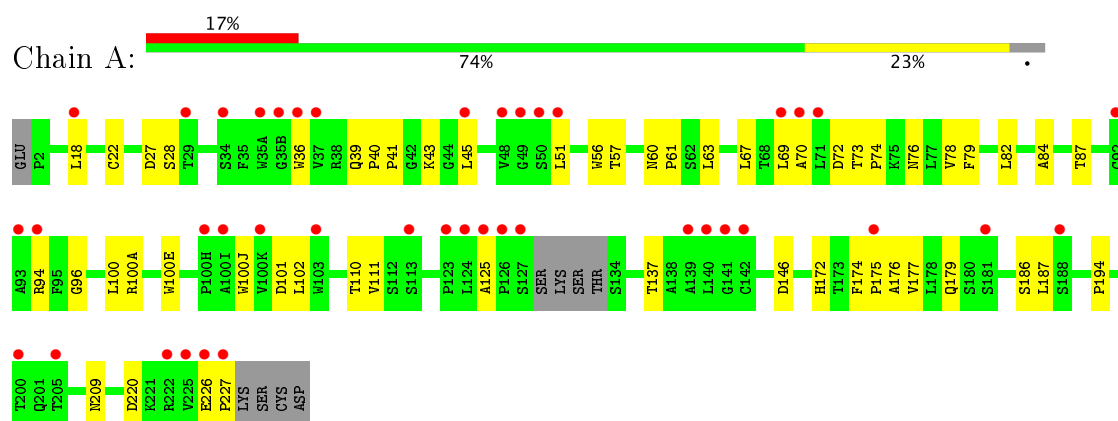 17%
Chain A:
74% 23% •
GLU P2 L18 C22 D27 S28 T29 S34 F35 W35A G35B W36 V37 R38 Q39 P40 P41 G42 K43 G44 L45 V48 G49 S50 L51 W56 T57 N60 P61 S62 L63 L67 T68 L69 A70 L71 D72 T73 P74 K75 N76 L77 V78 F79 L82 A84 T87
A93 R94 F95 G96 L100 R100A W100E P100H A100I W100J V100K D101 L102 W103 T110 V111 S112 S113 P123 L124 A125 P126 S127 SER LYS SER THR S134 T137 A138 A139 L140 G141 C142 D146 H172 T173 F174 P175 A176 V177 L178 Q179 S180 S181 S186 L187 S188 P194
T200 Q201 T205 N209 D220 K221 R222 V225 E226 P227 LYS SER CYS ASP